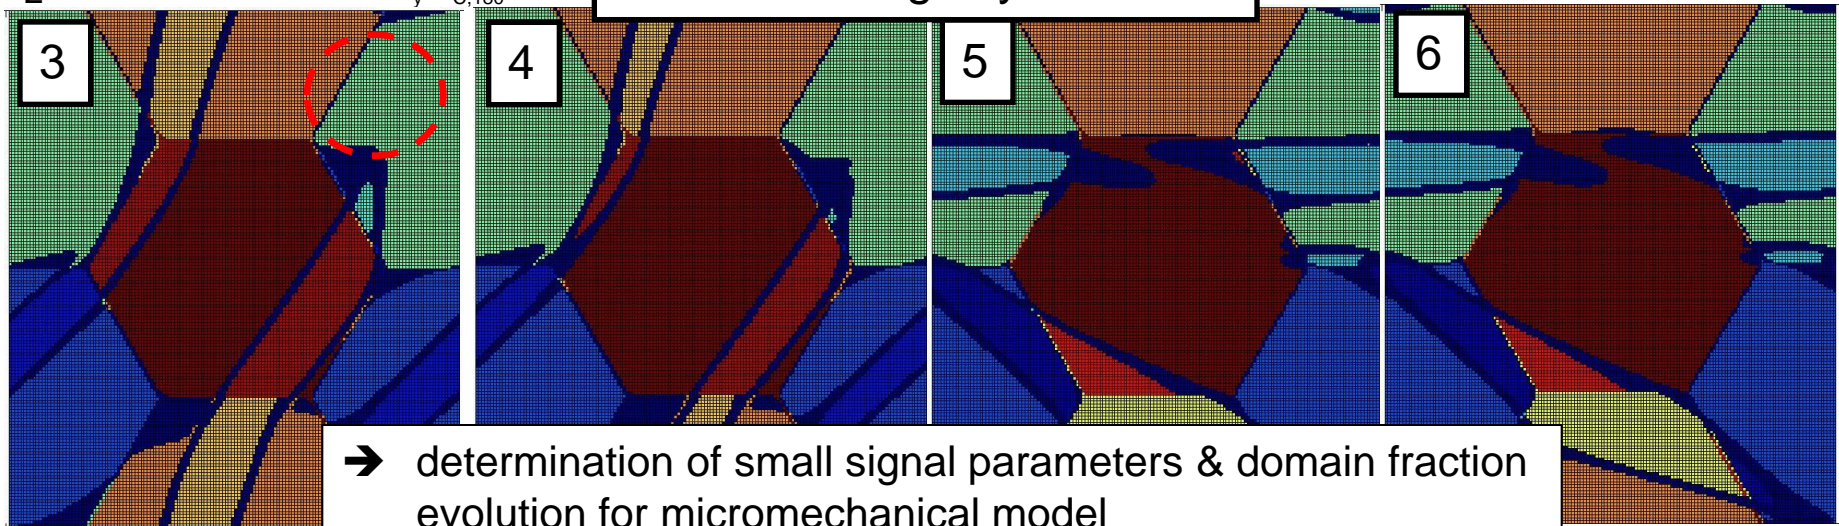 3
4
5
6
➔ determination of small signal parameters & domain fraction
evolution for micromechanical model